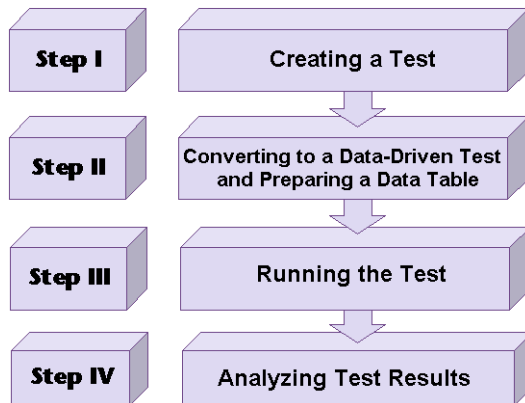 Step I
Creating a Test
Step II
Converting to a Data-Driven Test
and Preparing a Data Table
Step III
Running the Test
Step IV
Analyzing Test Results